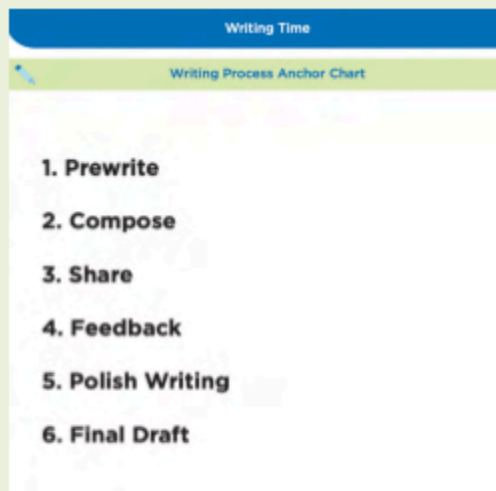 Writing Time
Writing Process Anchor Chart
1. Prewrite
2. Compose
3. Share
4. Feedback
5. Polish Writing
6. Final Draft